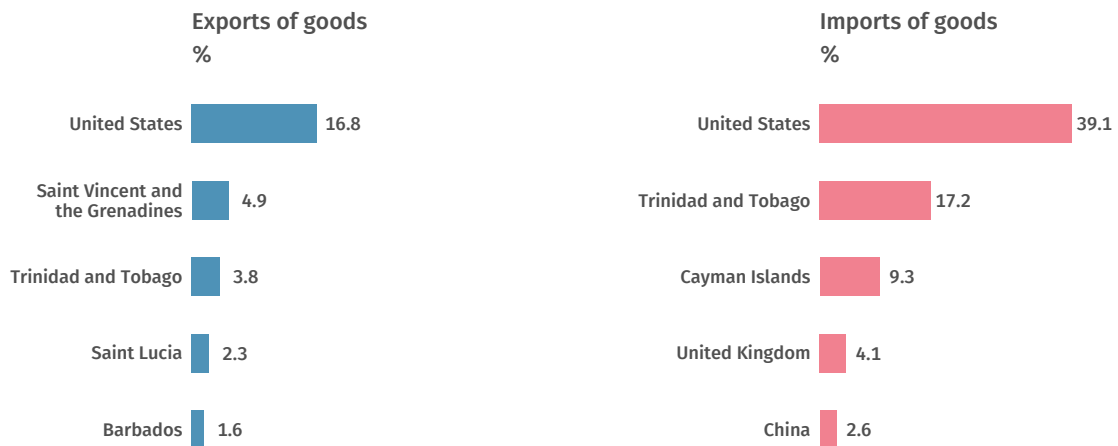 Exports of goods
%
United States
16.8
Saint Vincent and
the Grenadines
4.9
Trinidad and Tobago
3.8
Saint Lucia
2.3
Barbados
1.6
Imports of goods
%
United States
39.1
Trinidad and Tobago
17.2
Cayman Islands
9.3
United Kingdom
4.1
China
2.6